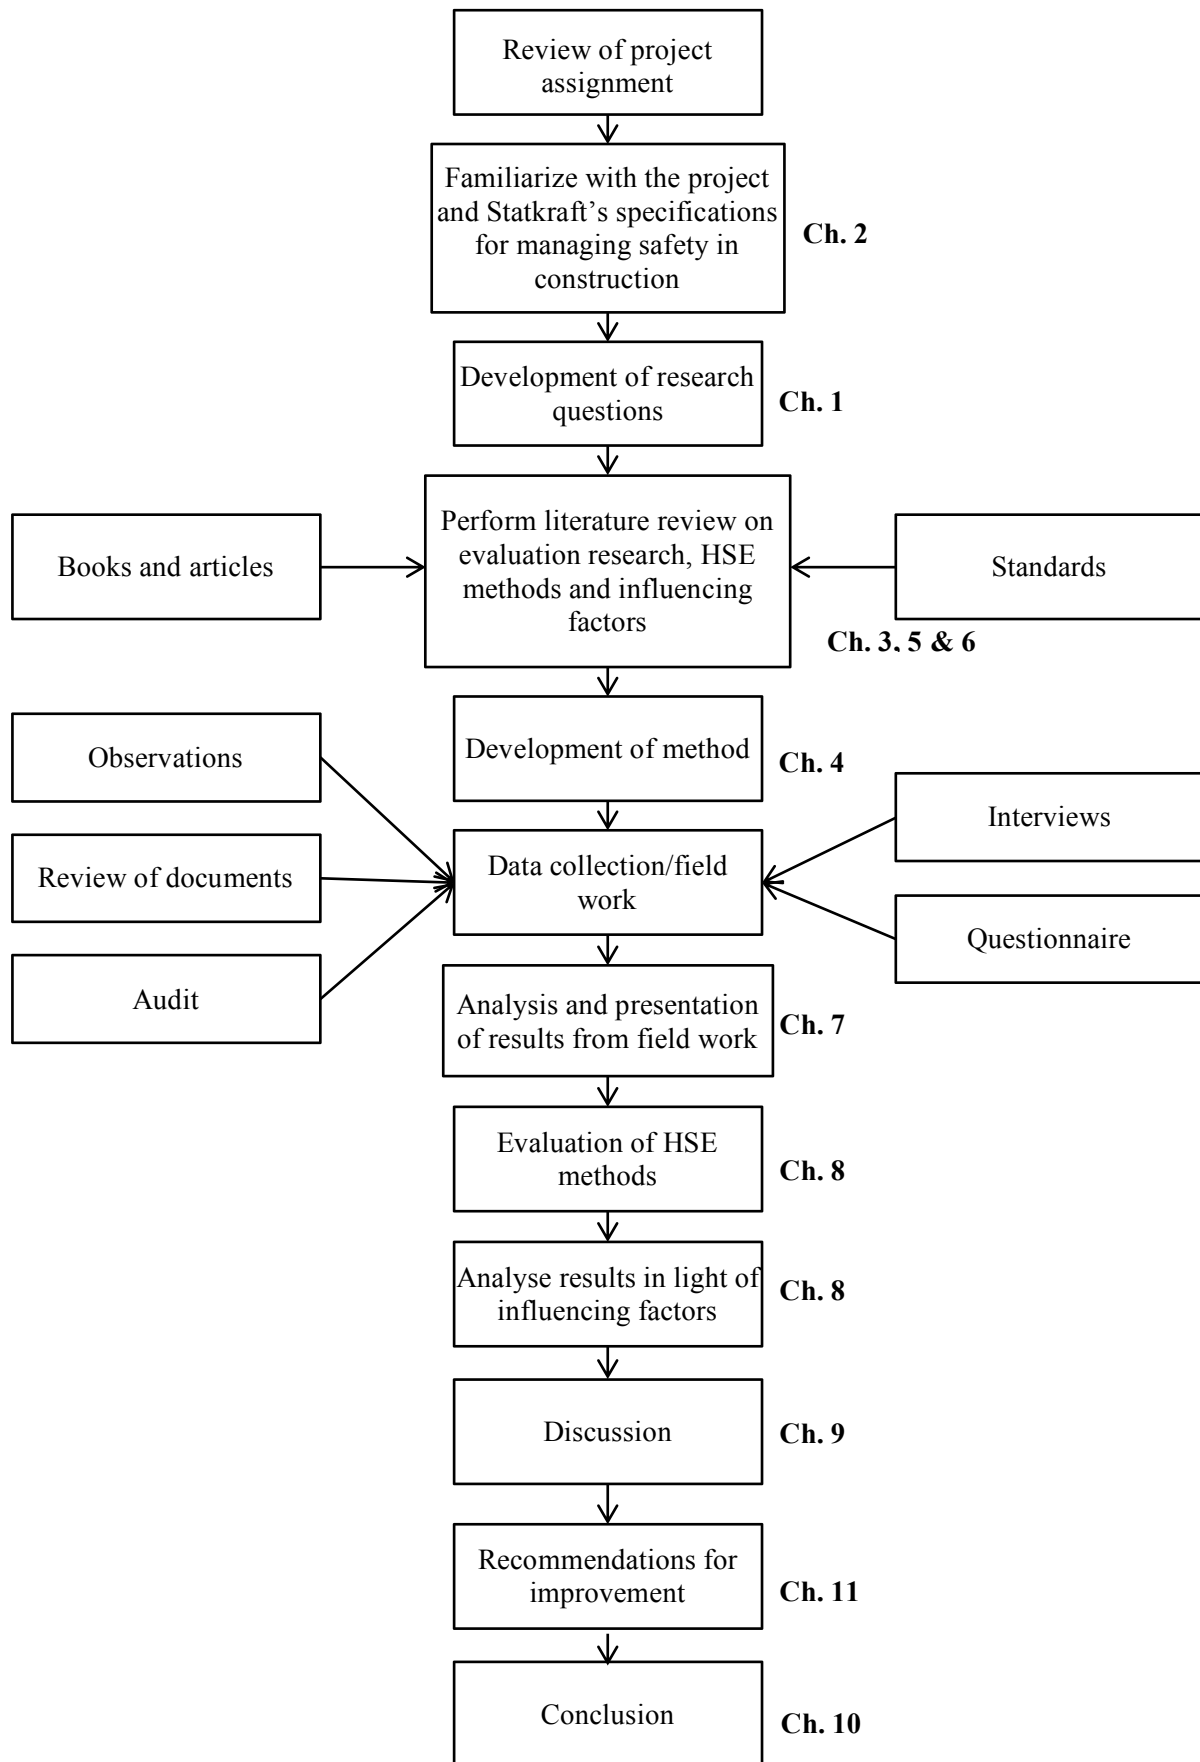 Review of project
assignment
Familiarize with the project
and Statkraft’s specifications
for managing safety in
construction
Ch. 2
Development of research
questions
Ch. 1
Books and articles
Perform literature review on
evaluation research, HSE
methods and influencing
factors
Standards
Ch. 3, 5 & 6
Observations
Development of method
Ch. 4
Interviews
Review of documents
Data collection/field
work
Questionnaire
Audit
Analysis and presentation
of results from field work
Ch. 7
Evaluation of HSE
methods
Ch. 8
Analyse results in light of
influencing factors
Ch. 8
Discussion
Ch. 9
Recommendations for
improvement
Ch. 11
Conclusion
Ch. 10